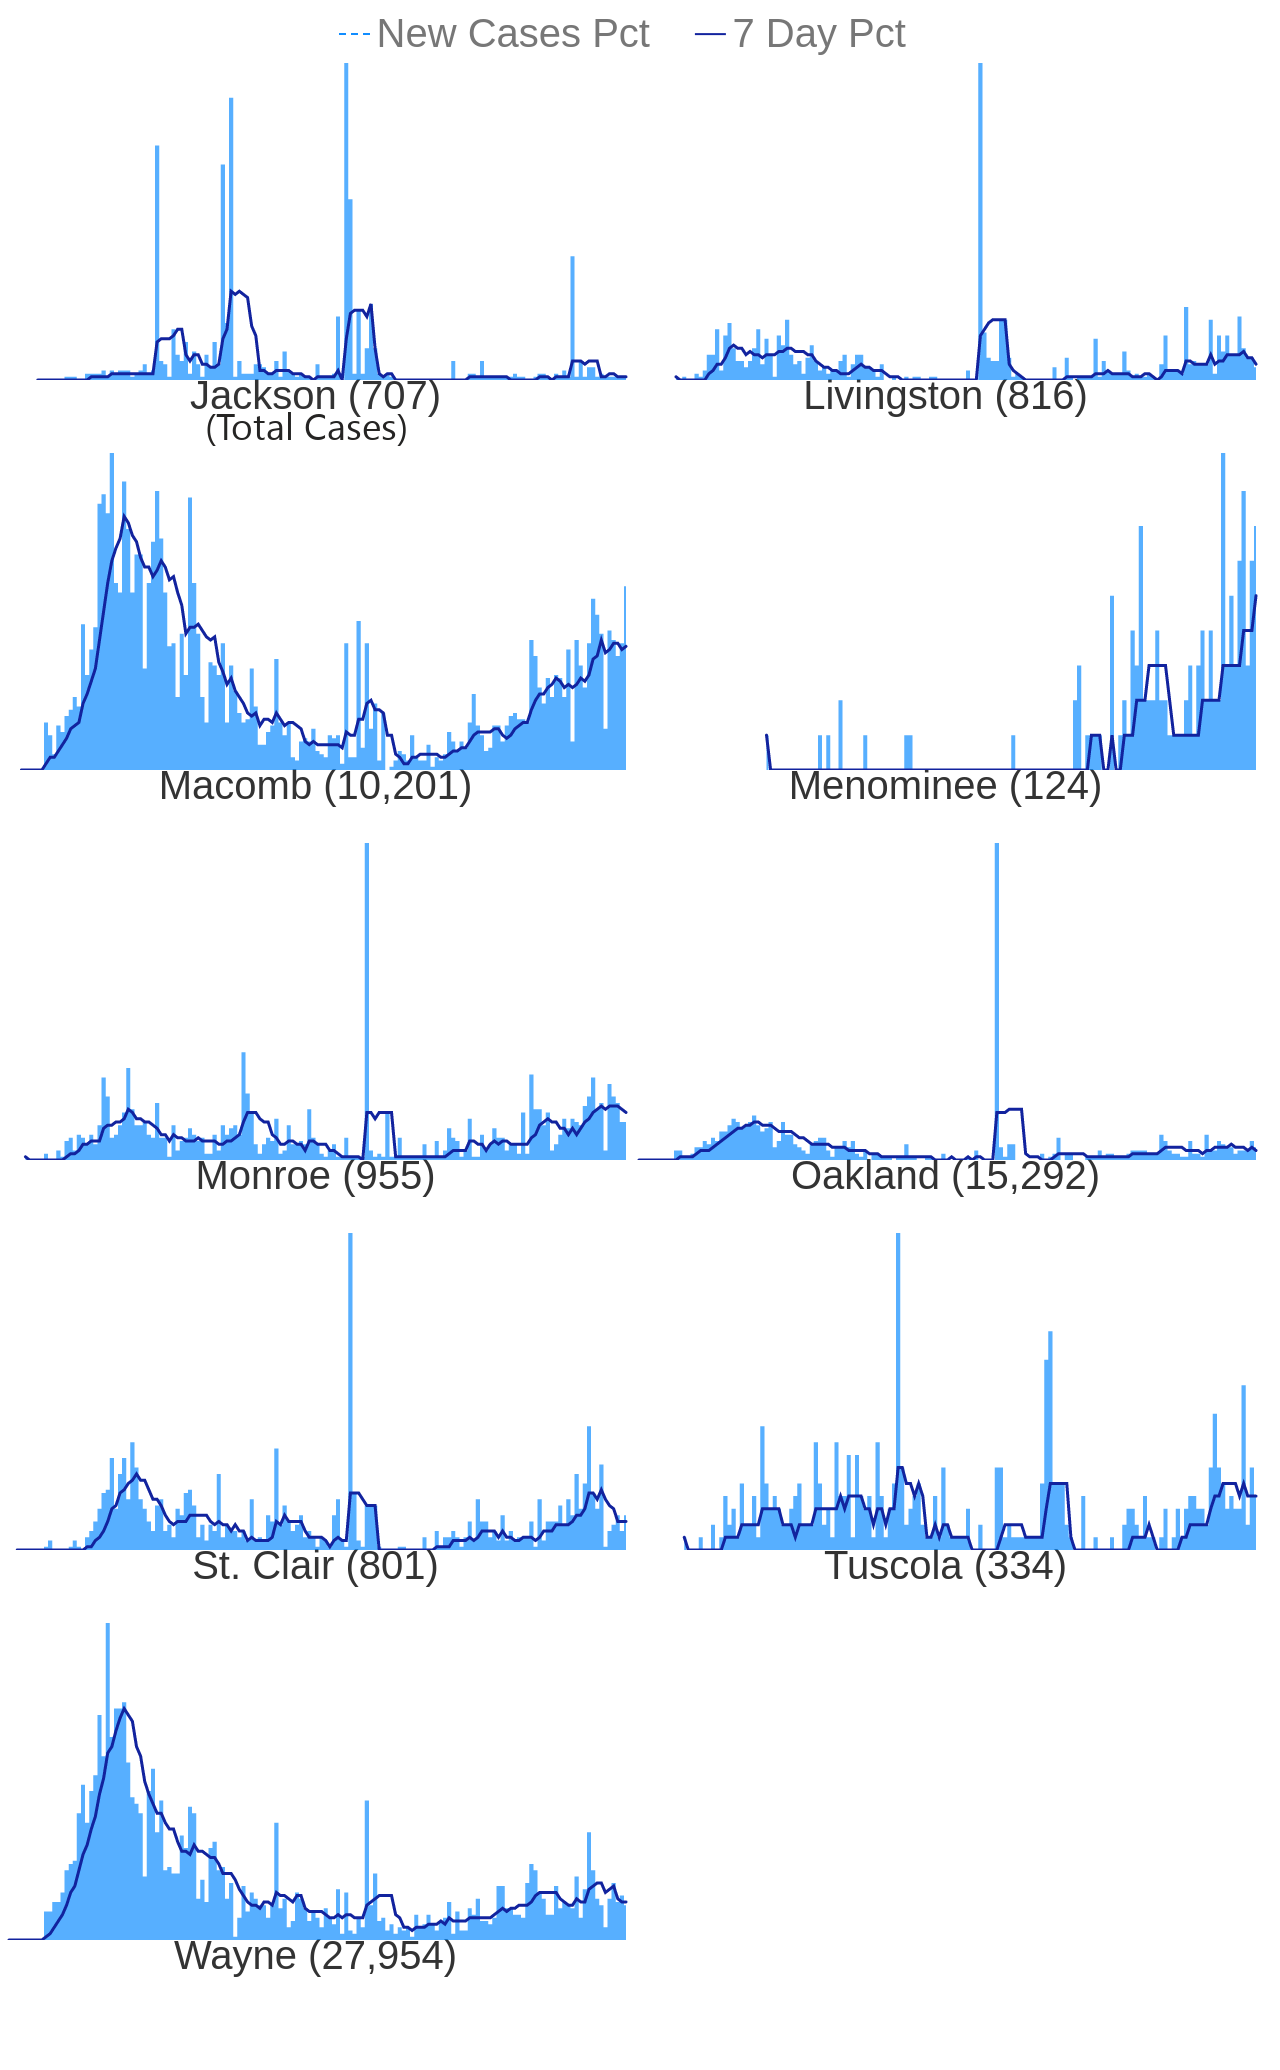 New Cases Pct 7 Day Pct
Jackson (707) Livingston (816)
(Total Cases)
Macomb (10,201) Menominee (124)
Monroe (955) Oakland (15,292)
St. Clair (801) Tuscola (334)
Wayne (27,954)